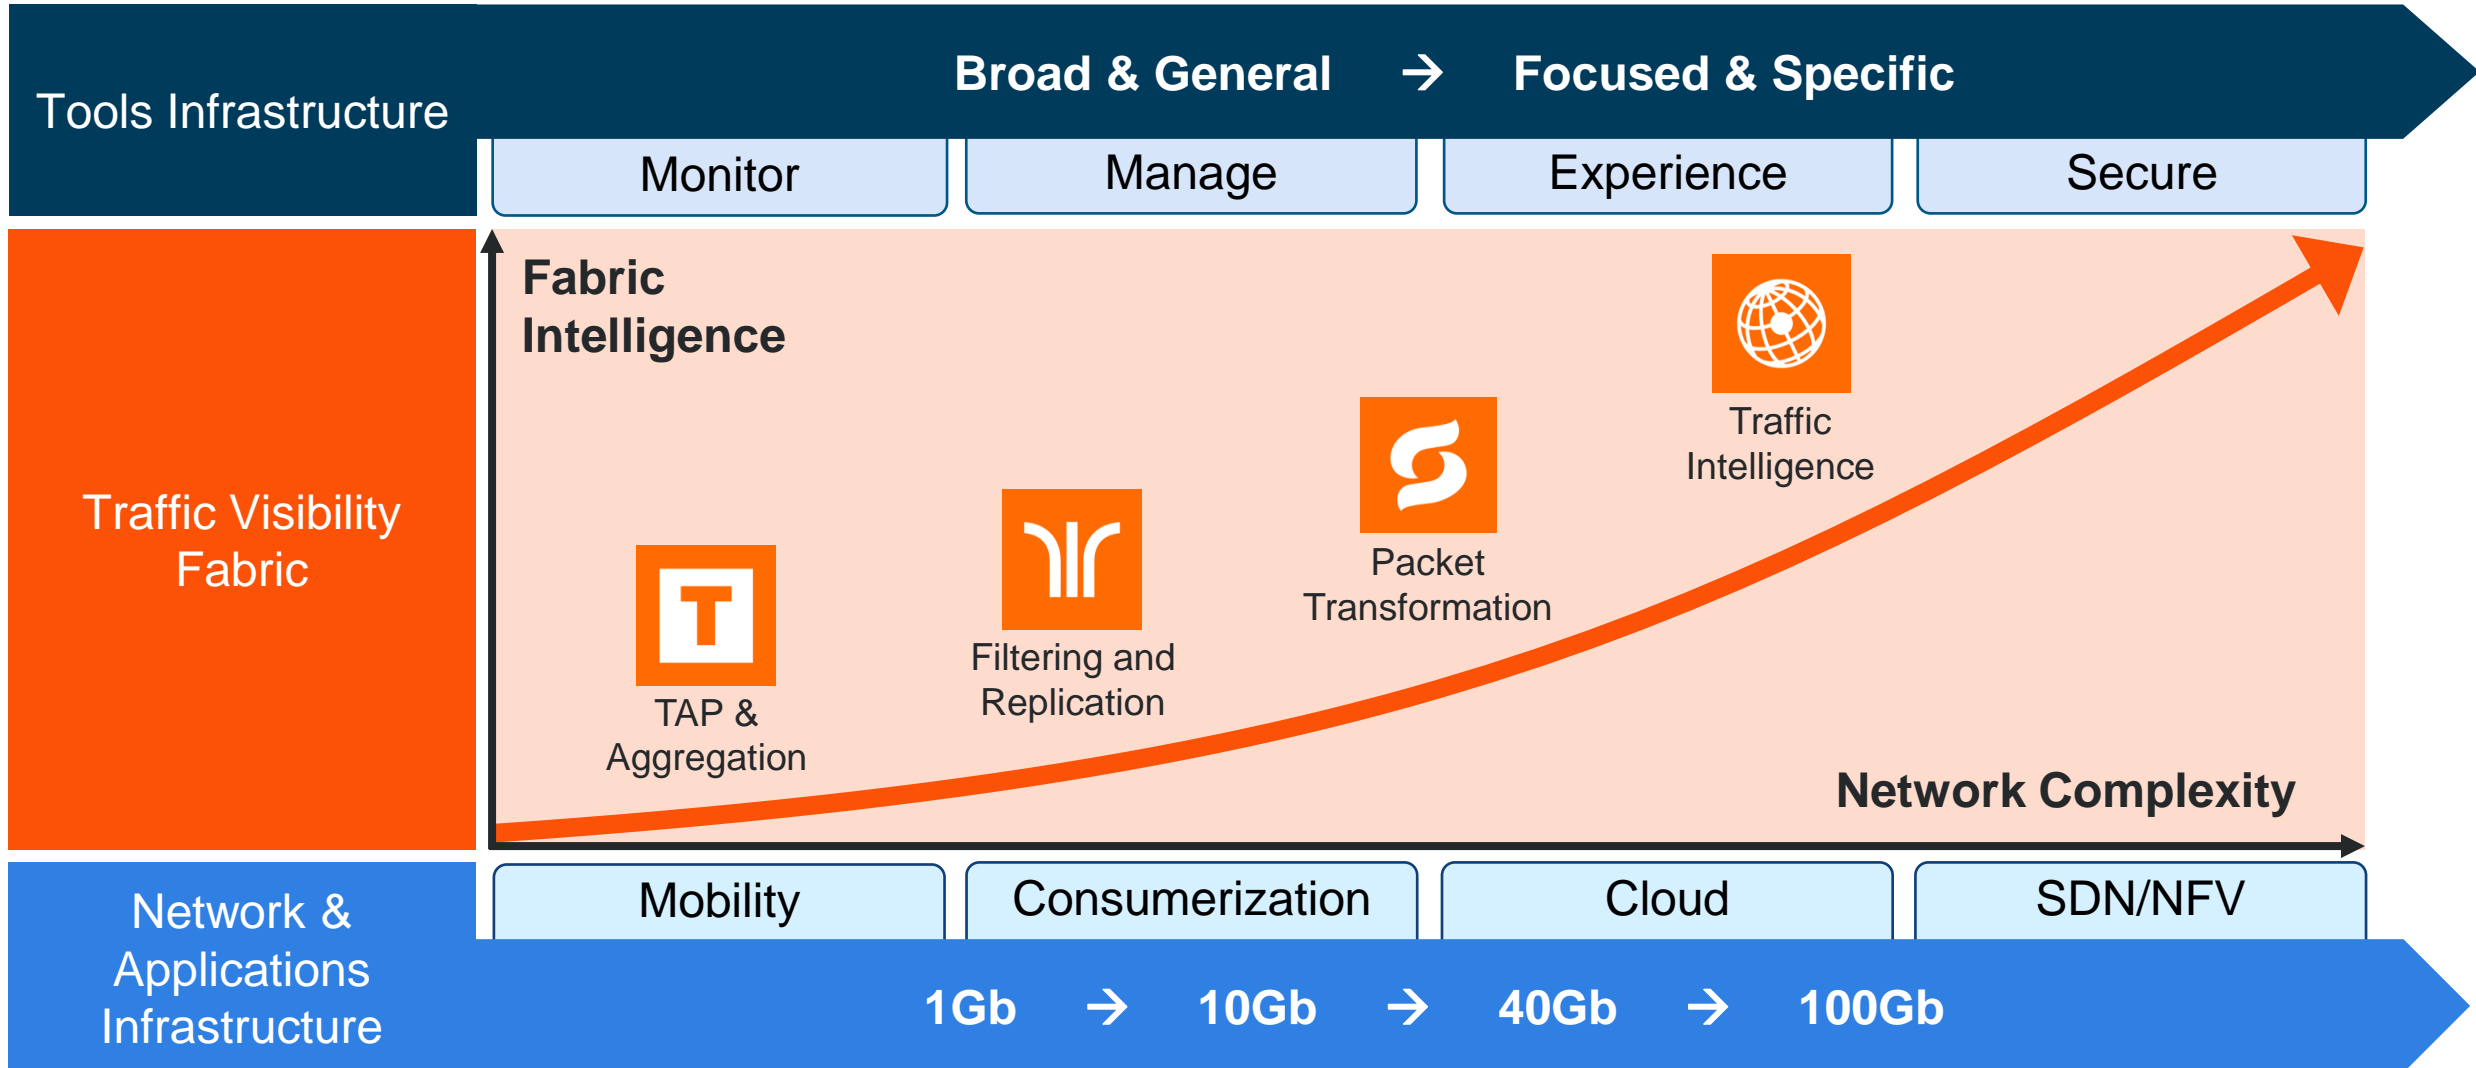 Tools Infrastructure
Broad & General → Focused & Specific
Monitor
Manage
Experience
Secure
Traffic Visibility
Fabric
Fabric
Intelligence
T
TAP &
Aggregation
Filtering and
Replication
Packet
Transformation
Traffic
Intelligence
Network Complexity
Network &
Applications
Infrastructure
Mobility
Consumerization
Cloud
SDN/NFV
1Gb → 10Gb → 40Gb → 100Gb